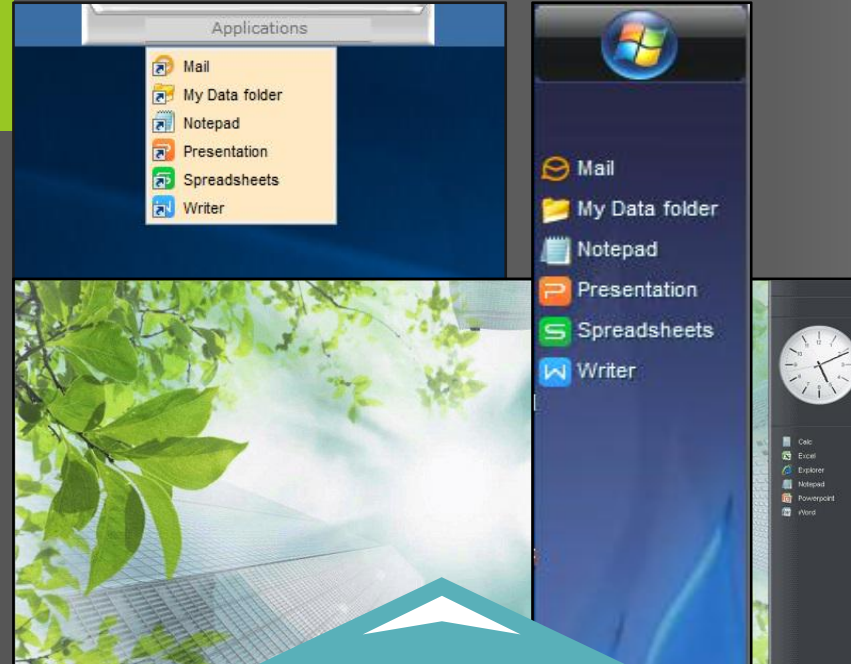 Applications
Mail
My Data folder
Notepad
Presentation
Spreadsheets
Writer
Mail
My Data folder
Notepad
Presentation
Spreadsheets
Writer
Calc
Excel
Explorer
Notepad
Powerpoint
Word